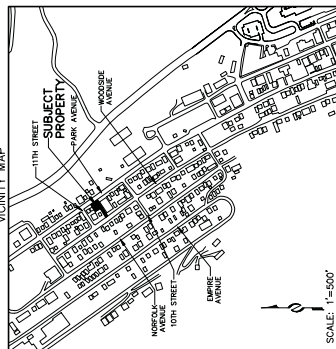 VICINITY MAP
11TH STREET
SUBJECT
PROPERTY
PARK AVENUE
WOODSIDE
AVENUE
NORFOLK
AVENUE
10TH STREET
EMPIRE
AVENUE
SCALE: 1"=500'